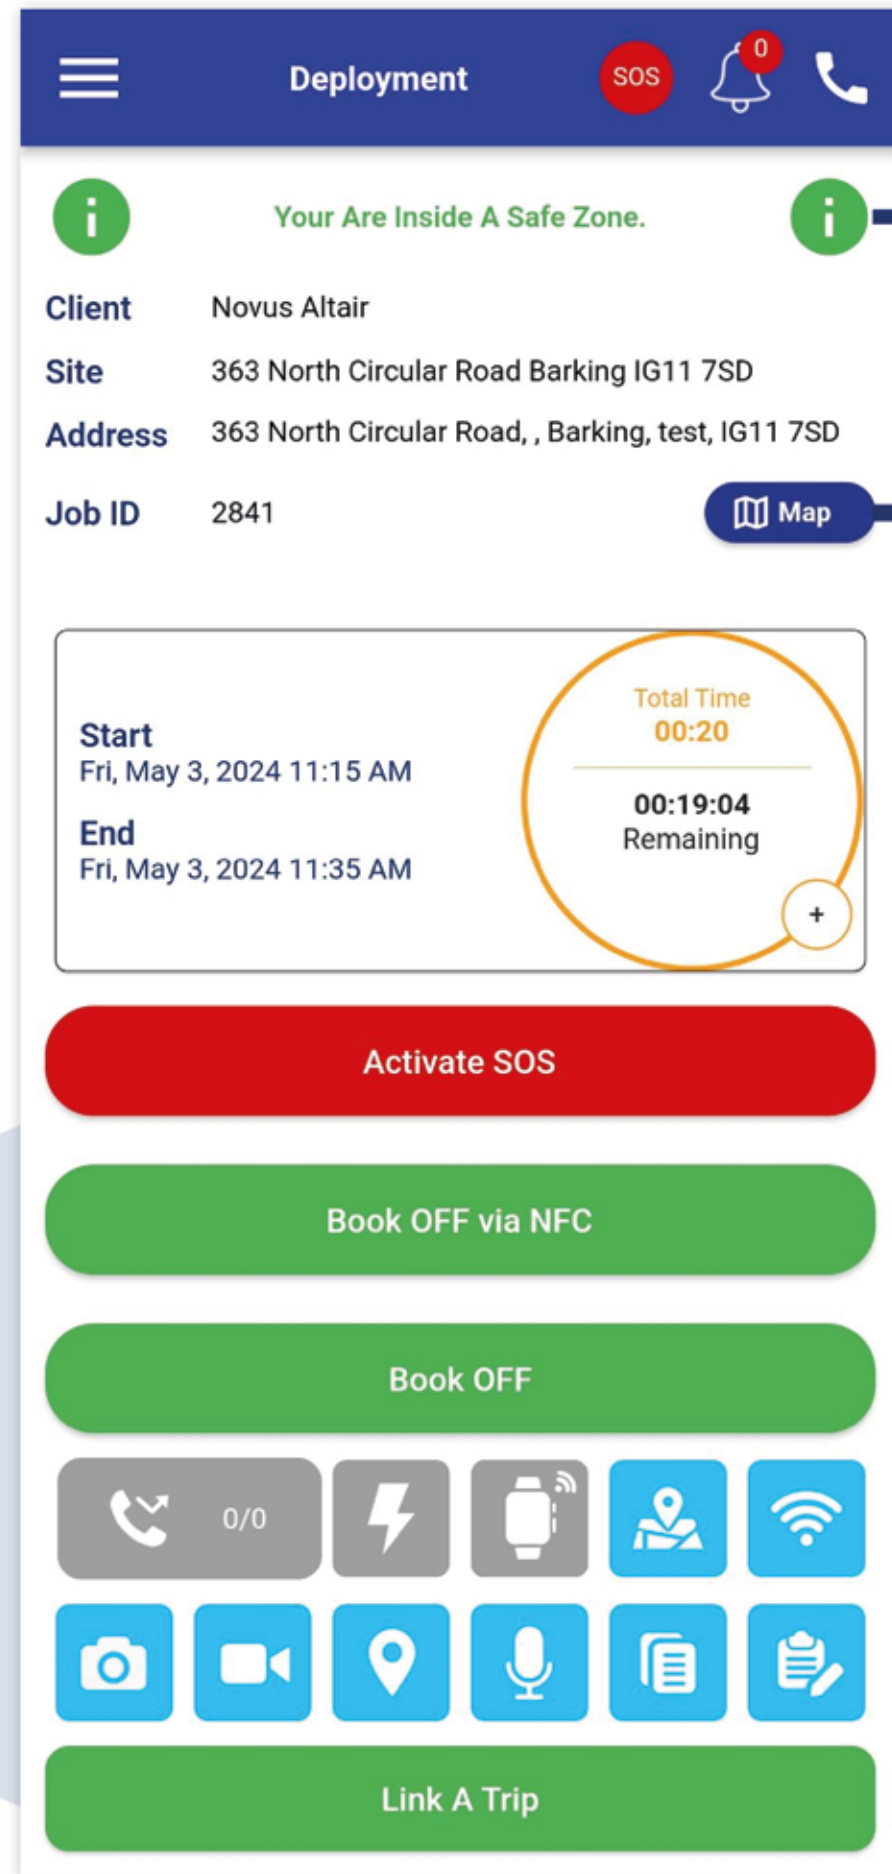 Deployment
SOS
0
Your Are Inside A Safe Zone.
Client Novus Altair
Site 363 North Circular Road Barking IG11 7SD
Address 363 North Circular Road, , Barking, test, IG11 7SD
Job ID 2841
Map
Start
Fri, May 3, 2024 11:15 AM
End
Fri, May 3, 2024 11:35 AM
Total Time
00:20
00:19:04
Remaining
+
Activate SOS
Book OFF via NFC
Book OFF
0/0
Link A Trip